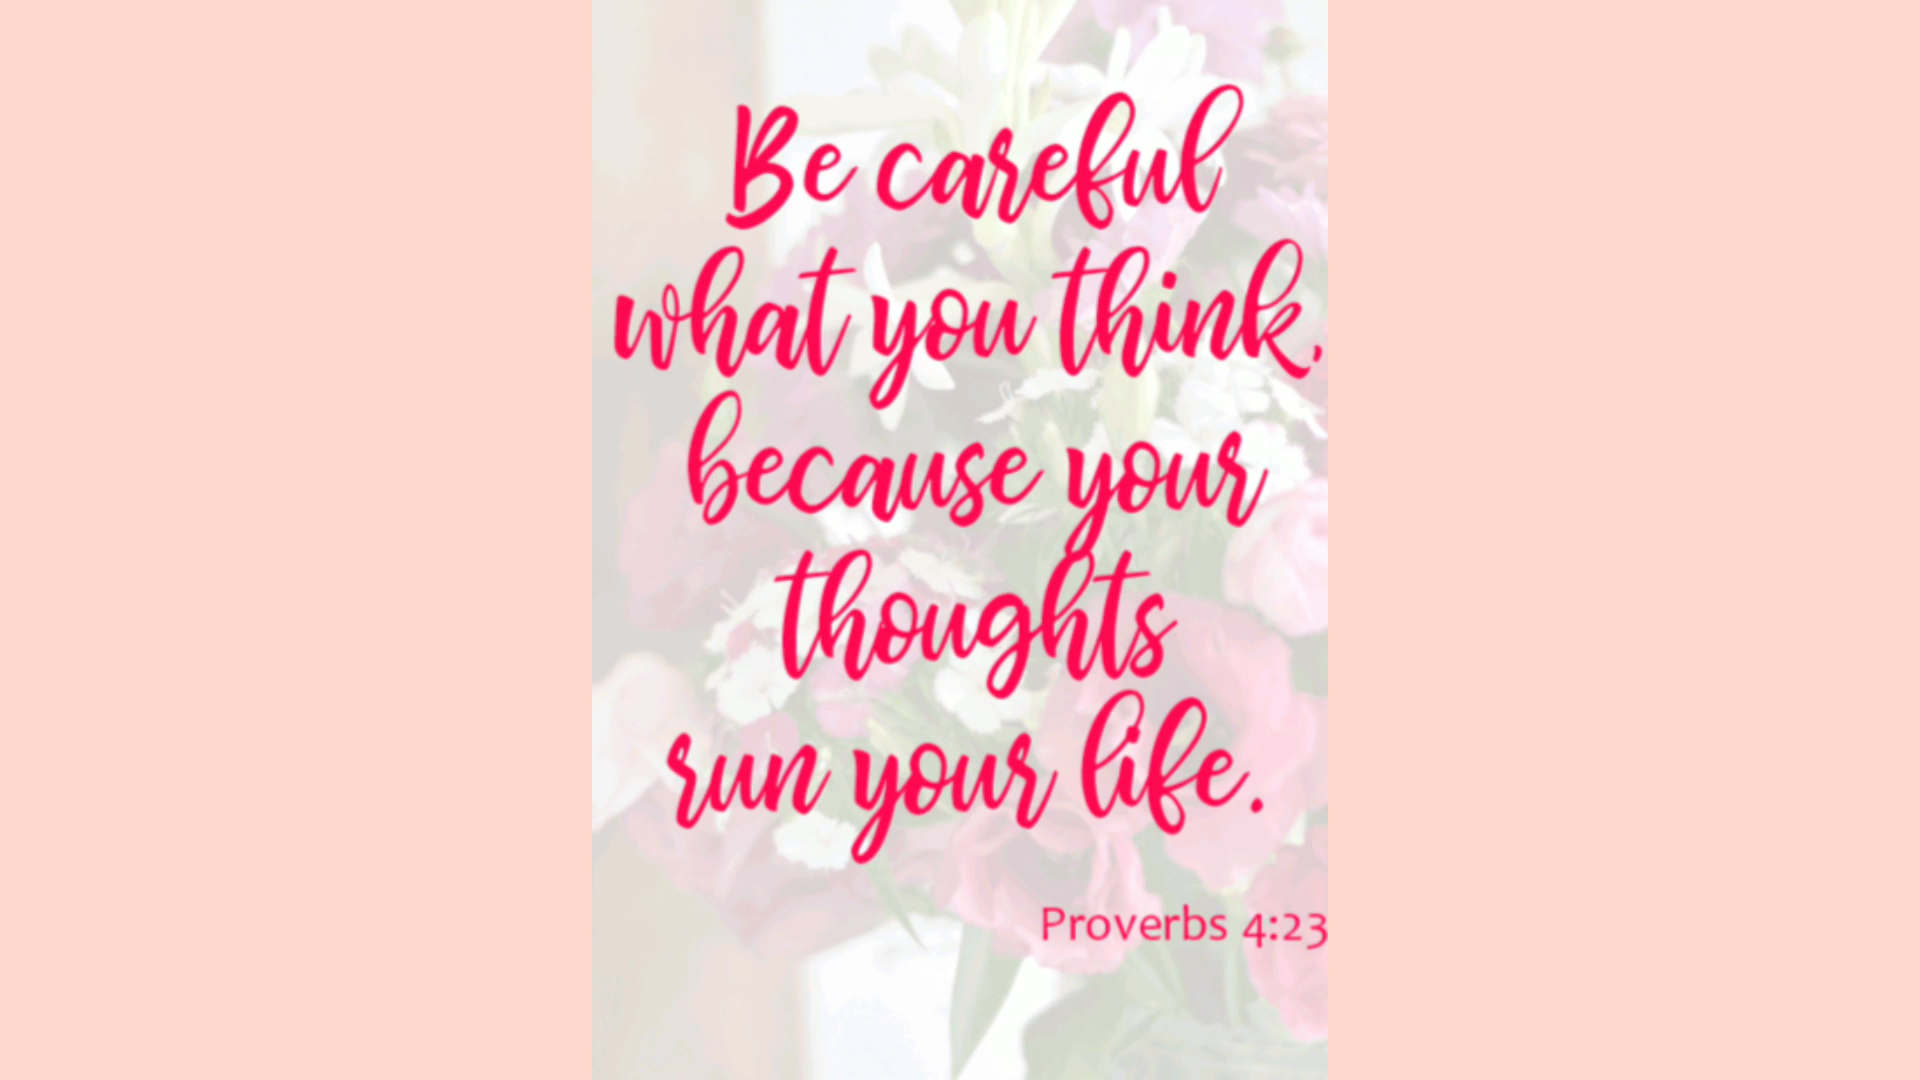 Be careful
what you think,
because your
thoughts
run your life.
Proverbs 4:23